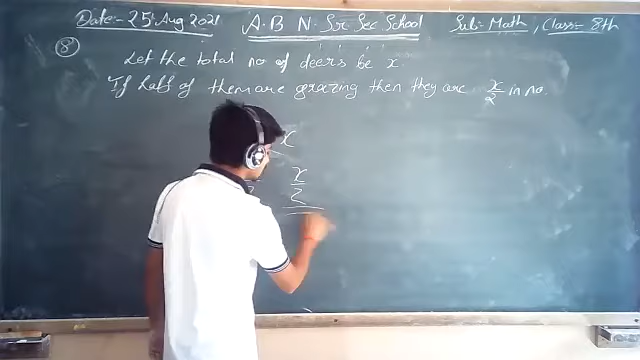 Date:- 25 Aug 2021 A.B.N. Sr Sec School Sub:- Math, Class:- 8th
8 Let the total no of deers be x
If half of them are grazing then they are x/2 in no.
x
x/2